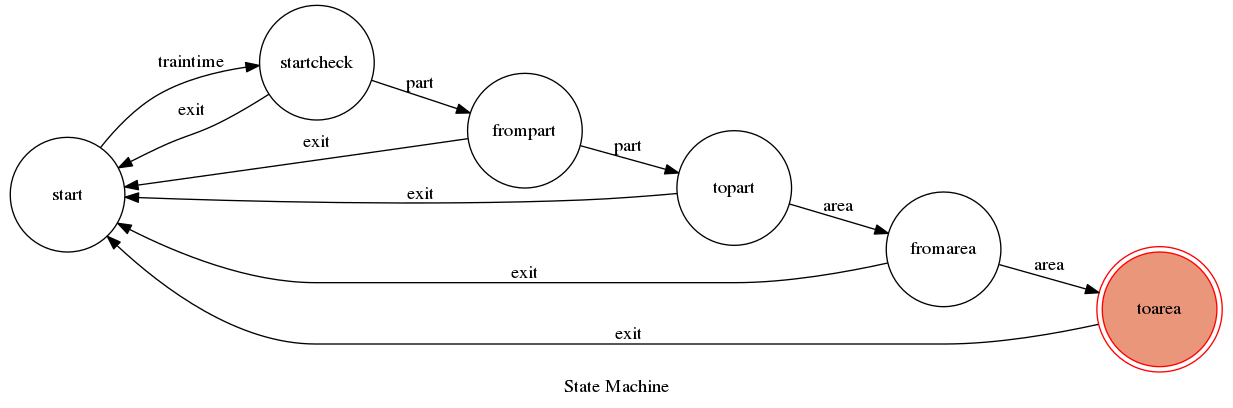 traintime
startcheck
part
exit
frompart
exit
part
start
exit
topart
area
fromarea
area
exit
toarea
exit
State Machine